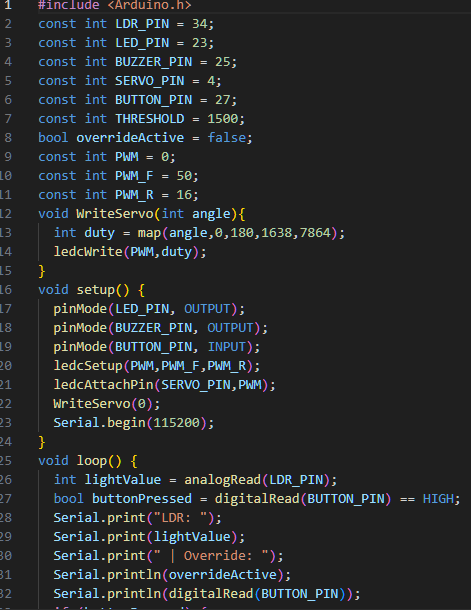 1 #include <Arduino.h>
2 const int LDR_PIN = 34;
3 const int LED_PIN = 23;
4 const int BUZZER_PIN = 25;
5 const int SERVO_PIN = 4;
6 const int BUTTON_PIN = 27;
7 const int THRESHOLD = 1500;
8 bool overrideActive = false;
9 const int PWM = 0;
10 const int PWM_F = 50;
11 const int PWM_R = 16;
12 void WriteServo(int angle){
13 int duty = map(angle,0,180,1638,7864);
14 ledcWrite(PWM,duty);
15 }
16 void setup() {
17 pinMode(LED_PIN, OUTPUT);
18 pinMode(BUZZER_PIN, OUTPUT);
19 pinMode(BUTTON_PIN, INPUT);
20 ledcSetup(PWM,PWM_F,PWM_R);
21 ledcAttachPin(SERVO_PIN,PWM);
22 WriteServo(0);
23 Serial.begin(115200);
24 }
25 void loop() {
26 int lightValue = analogRead(LDR_PIN);
27 bool buttonPressed = digitalRead(BUTTON_PIN) == HIGH;
28 Serial.print("LDR: ");
29 Serial.print(lightValue);
30 Serial.print(" | Override: ");
31 Serial.println(overrideActive);
32 Serial.println(digitalRead(BUTTON_PIN));